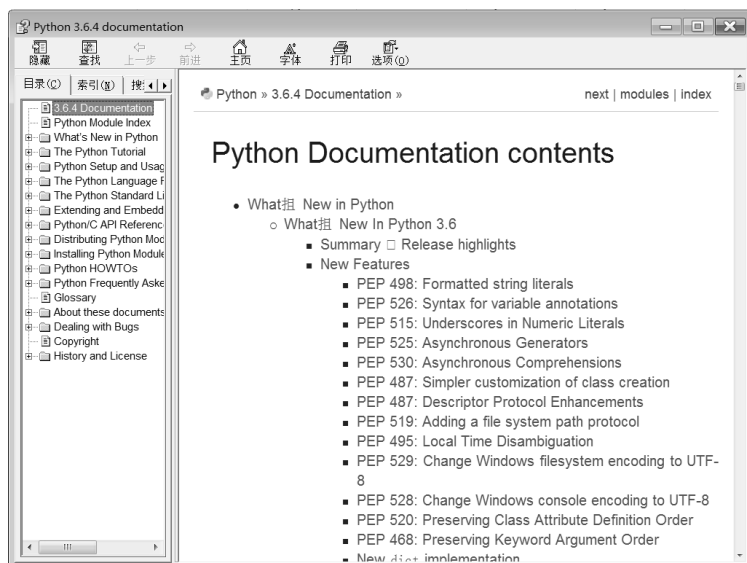 Python 3.6.4 documentation
隐藏 查找 上一步 前进 主页 字体 打印 选项(O)
目录(C) 索引(N)
Python » 3.6.4 Documentation »
next | modules | index
3.6.4 Documentation
Python Module Index
What's New in Python
The Python Tutorial
Python Setup and Usag
The Python Language R
The Python Standard Li
Extending and Embedd
Python/C API Referenc
Distributing Python Mod
Installing Python Module
Python HOWTOs
Python Frequently Aske
Glossary
About these documents
Dealing with Bugs
Copyright
History and License
Python Documentation contents
What担 New in Python
What担 New In Python 3.6
Summary □ Release highlights
New Features
PEP 498: Formatted string literals
PEP 526: Syntax for variable annotations
PEP 515: Underscores in Numeric Literals
PEP 525: Asynchronous Generators
PEP 530: Asynchronous Comprehensions
PEP 487: Simpler customization of class creation
PEP 487: Descriptor Protocol Enhancements
PEP 519: Adding a file system path protocol
PEP 495: Local Time Disambiguation
PEP 529: Change Windows filesystem encoding to UTF-
8
PEP 528: Change Windows console encoding to UTF-8
PEP 520: Preserving Class Attribute Definition Order
PEP 468: Preserving Keyword Argument Order
New dict implementation